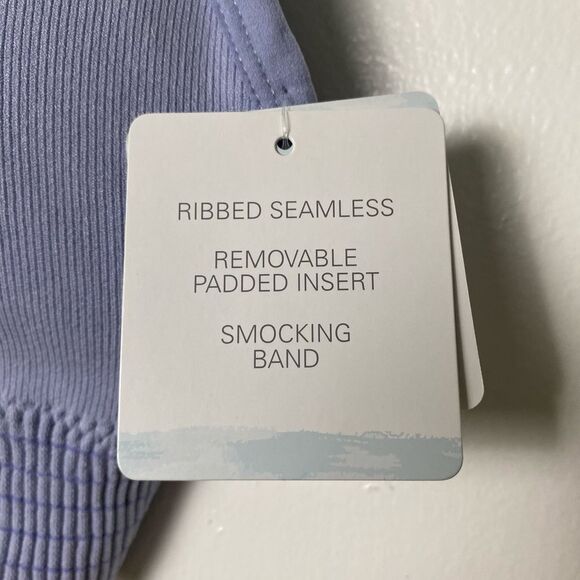 RIBBED SEAMLESS
REMOVABLE
PADDED INSERT
SMOCKING
BAND